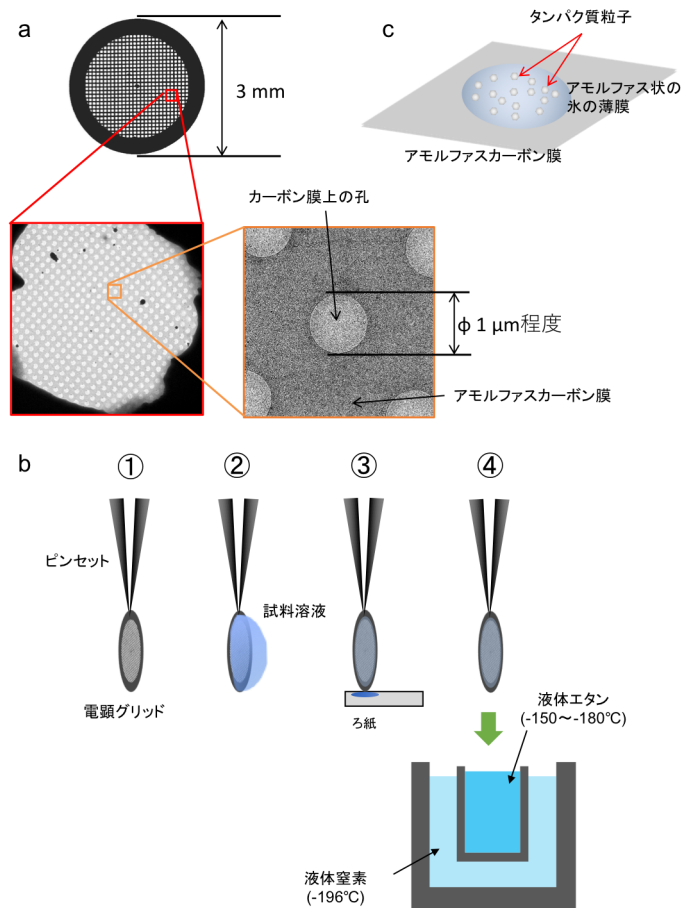 a
3 mm
c
タンパク質粒子
アモルファス状の
氷の薄膜
アモルファスカーボン膜
カーボン膜上の孔
ϕ 1 μm程度
アモルファスカーボン膜
b
①
②
③
④
ピンセット
試料溶液
電顕グリッド
ろ紙
液体エタン
(-150～-180℃)
液体窒素
(-196℃)